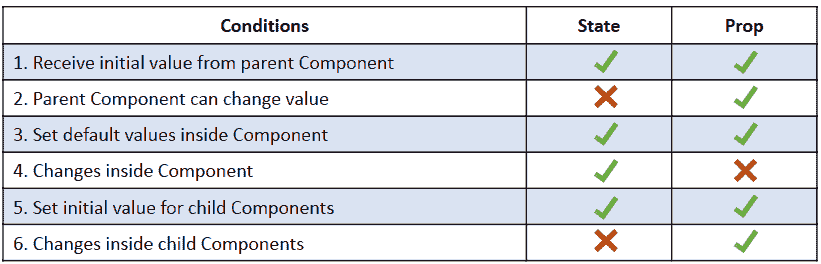 Conditions State Prop
1. Receive initial value from parent Component
2. Parent Component can change value
3. Set default values inside Component
4. Changes inside Component
5. Set initial value for child Components
6. Changes inside child Components